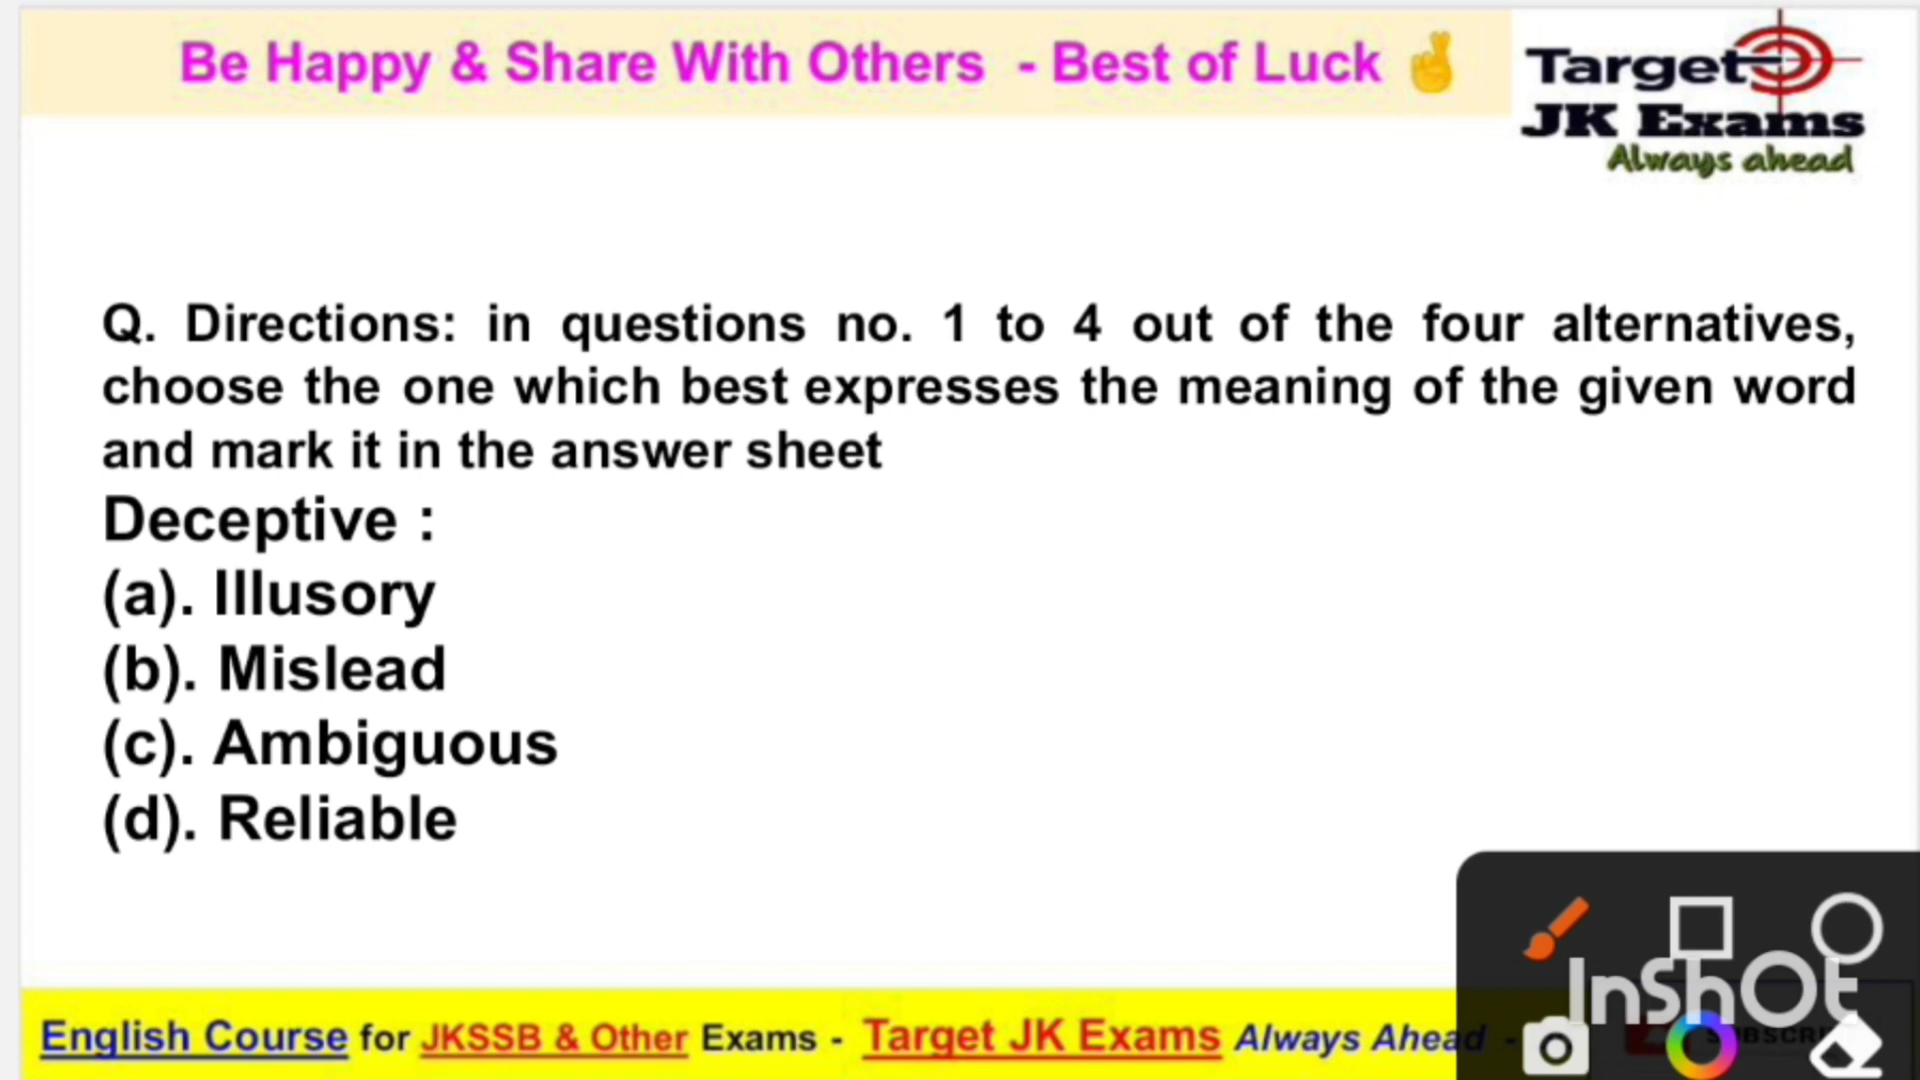 Be Happy & Share With Others - Best of Luck 🤞
Target
JK Exams
Always ahead
Q. Directions: in questions no. 1 to 4 out of the four alternatives,
choose the one which best expresses the meaning of the given word
and mark it in the answer sheet
Deceptive :
(a). Illusory
(b). Mislead
(c). Ambiguous
(d). Reliable
InShOt
English Course for JKSSB & Other Exams - Target JK Exams Always Ahead -